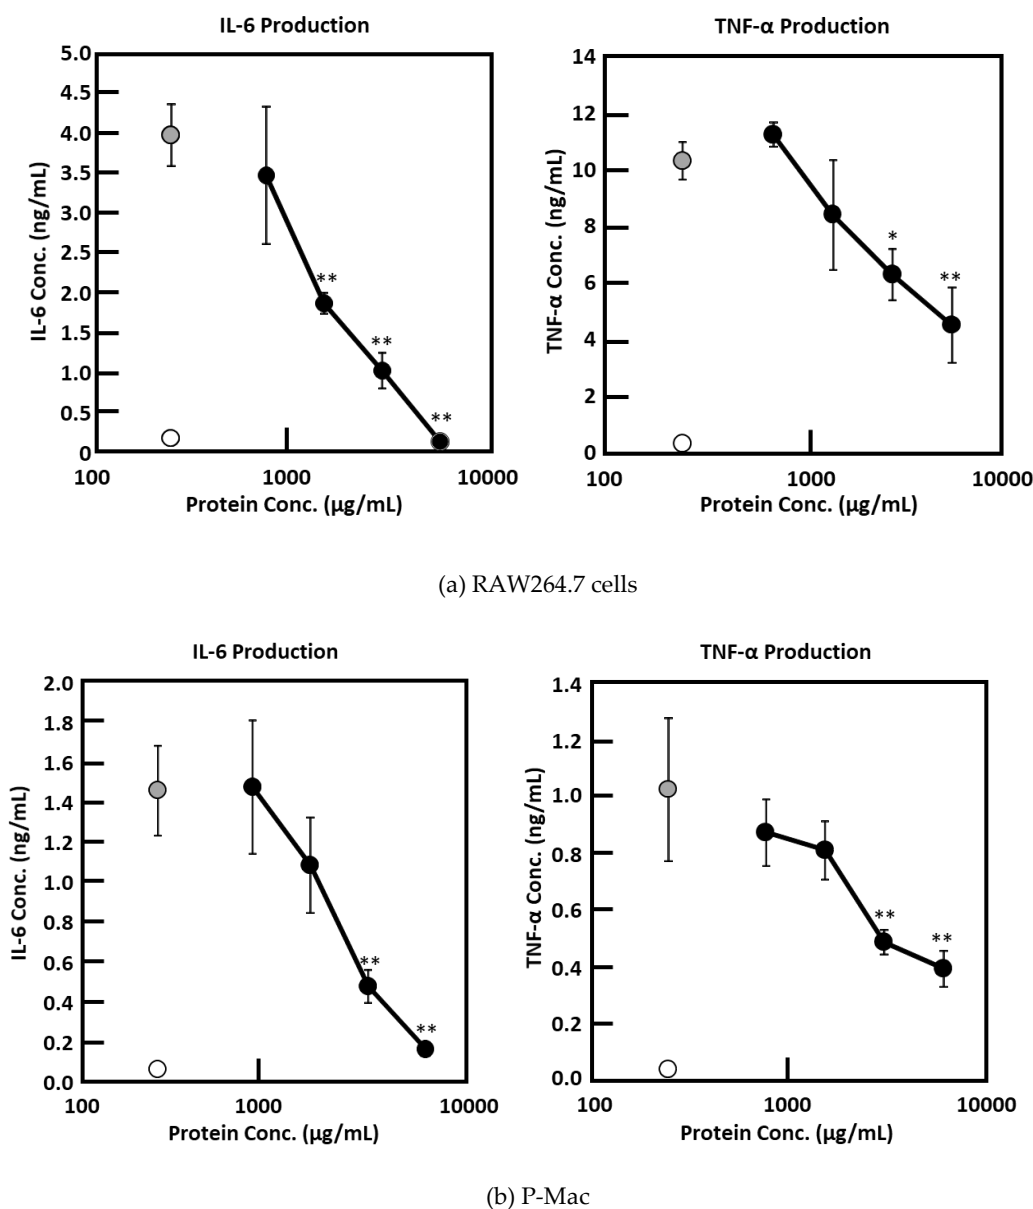 IL-6 Production
5.0
4.5
4.0
3.5
3.0
2.5
2.0
1.5
1.0
0.5
0
IL-6 Conc. (ng/mL)
**
**
**
100 1000 10000
Protein Conc. (µg/mL)
TNF-α Production
14
12
10
8
6
4
2
0
TNF-α Conc. (ng/mL)
*
**
100 1000 10000
Protein Conc. (µg/mL)
(a) RAW264.7 cells
IL-6 Production
2.0
1.8
1.6
1.4
1.2
1.0
0.8
0.6
0.4
0.2
0.0
IL-6 Conc. (ng/mL)
**
**
100 1000 10000
Protein Conc. (µg/mL)
TNF-α Production
1.4
1.2
1.0
0.8
0.6
0.4
0.2
0.0
TNF-α Conc. (ng/mL)
**
**
100 1000 10000
Protein Conc. (µg/mL)
(b) P-Mac